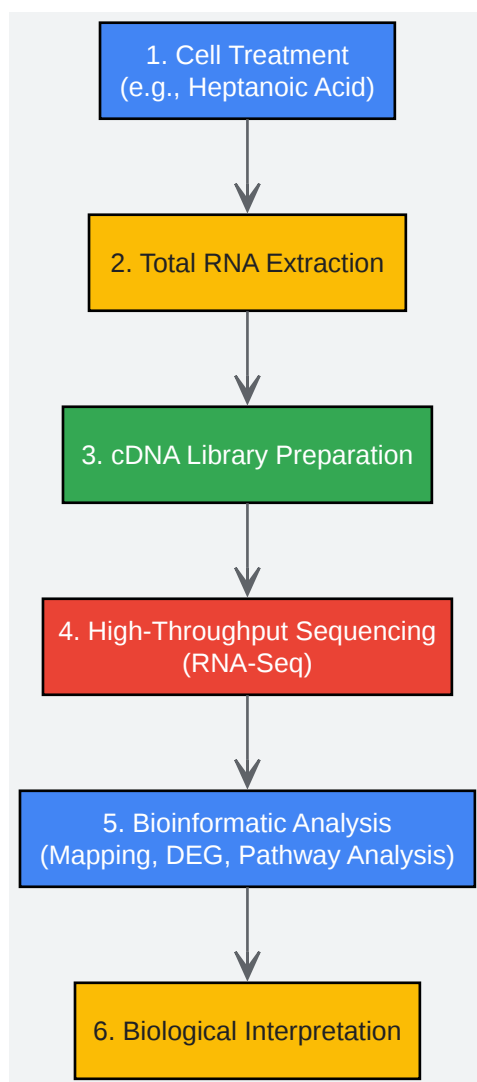 1. Cell Treatment
(e.g., Heptanoic Acid)
2. Total RNA Extraction
3. cDNA Library Preparation
4. High-Throughput Sequencing
(RNA-Seq)
5. Bioinformatic Analysis
(Mapping, DEG, Pathway Analysis)
6. Biological Interpretation